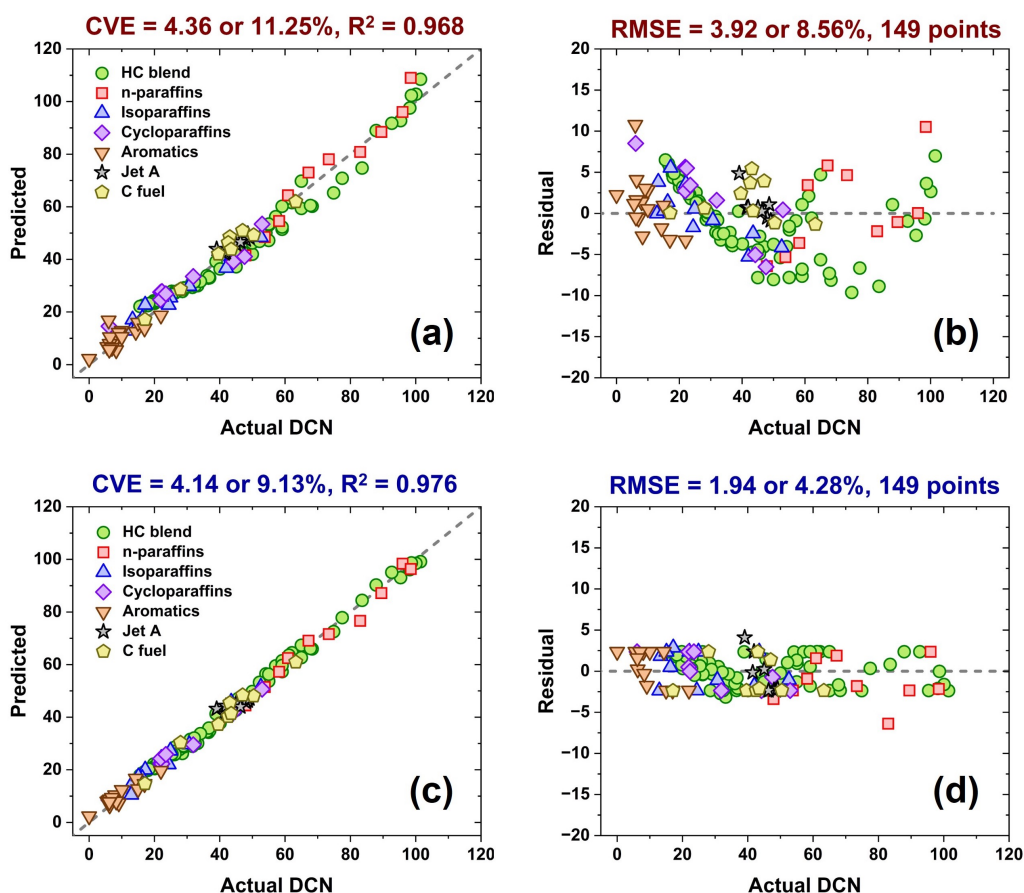 CVE = 4.36 or 11.25%, R² = 0.968
120
100
80
60
40
20
0
Predicted
HC blend
n-paraffins
Isoparaffins
Cycloparaffins
Aromatics
Jet A
C fuel
(a)
0 20 40 60 80 100 120
Actual DCN
RMSE = 3.92 or 8.56%, 149 points
20
15
10
5
0
−5
−10
−15
−20
Residual
(b)
0 20 40 60 80 100 120
Actual DCN
CVE = 4.14 or 9.13%, R² = 0.976
120
100
80
60
40
20
0
Predicted
HC blend
n-paraffins
Isoparaffins
Cycloparaffins
Aromatics
Jet A
C fuel
(c)
0 20 40 60 80 100 120
Actual DCN
RMSE = 1.94 or 4.28%, 149 points
20
15
10
5
0
−5
−10
−15
−20
Residual
(d)
0 20 40 60 80 100 120
Actual DCN